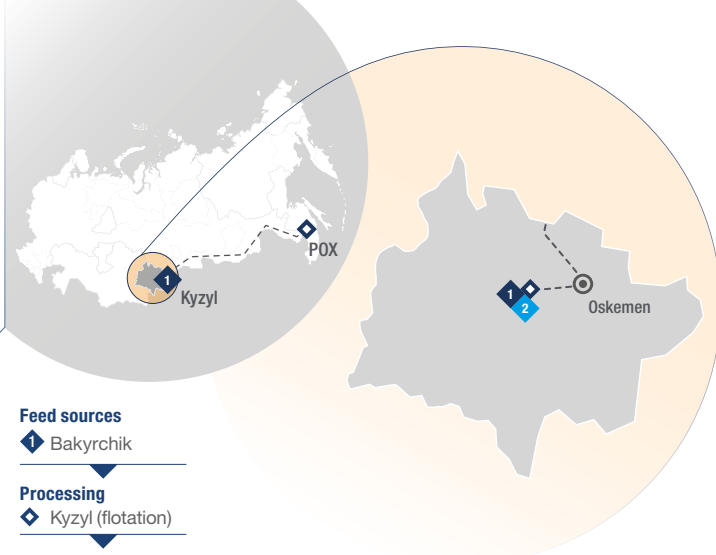 POX
1
Kyzyl
1
2
Oskemen
Feed sources
1 Bakyrchik
Processing
Kyzyl (flotation)